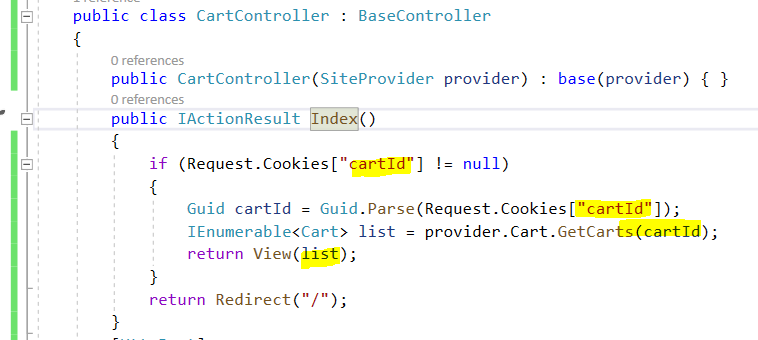 public class CartController : BaseController
{
0 references
public CartController(SiteProvider provider) : base(provider) { }
0 references
public IActionResult Index()
{
if (Request.Cookies["cartId"] != null)
{
Guid cartId = Guid.Parse(Request.Cookies["cartId"]);
IEnumerable<Cart> list = provider.Cart.GetCarts(cartId);
return View(list);
}
return Redirect("/");
}